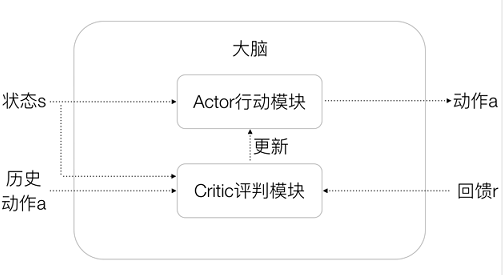 大脑
状态s
Actor行动模块
动作a
更新
历史
动作a
Critic评判模块
回馈r